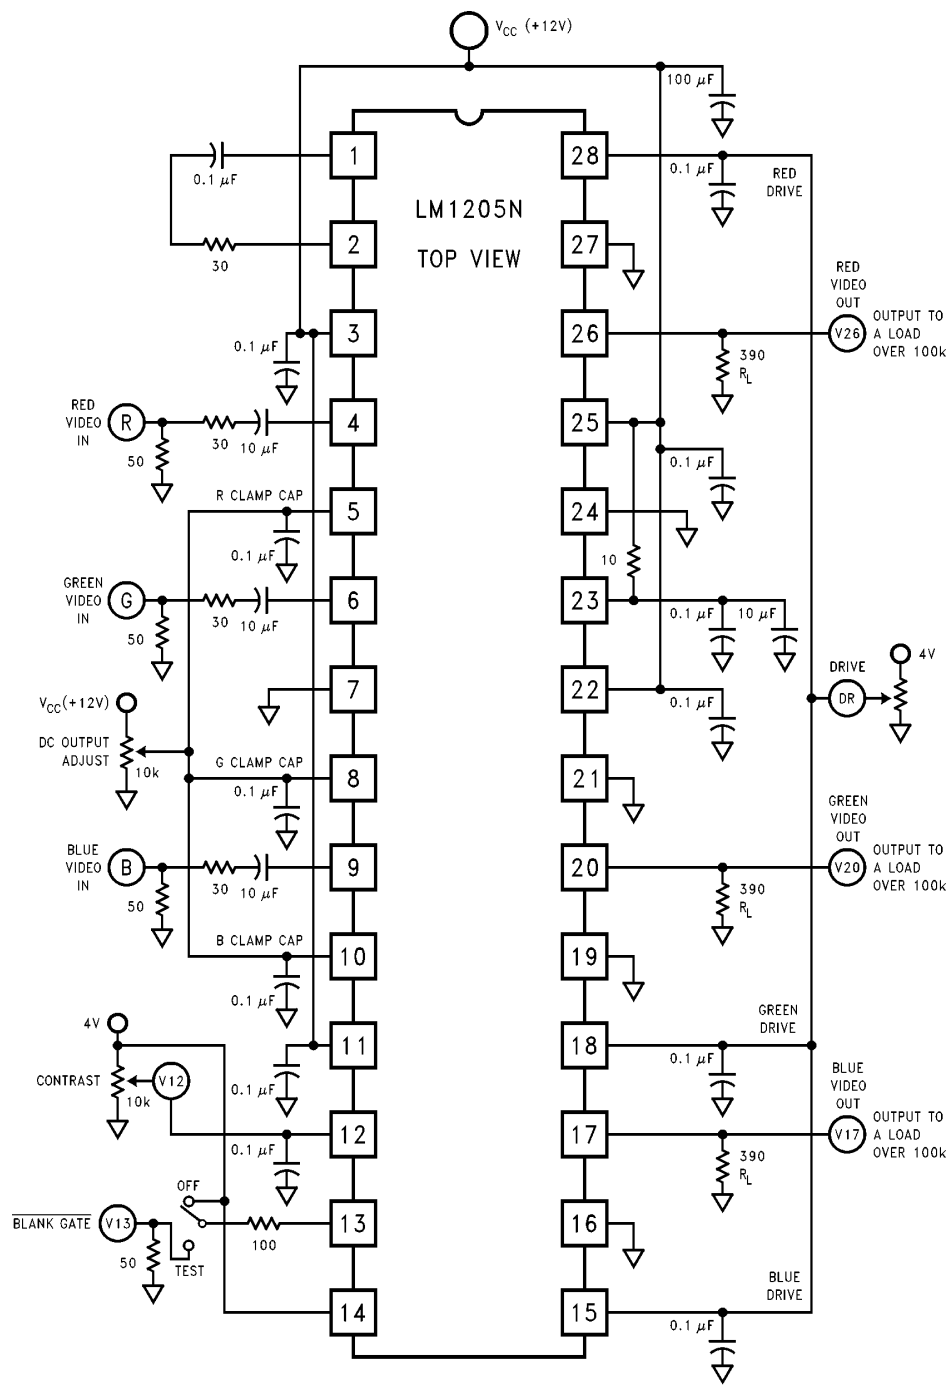 VCC (+12V)
100 μF
1
28
0.1 μF
0.1 μF
RED
DRIVE
LM1205N
TOP VIEW
2
27
30
RED
VIDEO
OUT
3
26
V26
OUTPUT TO
A LOAD
OVER 100k
0.1 μF
390
RL
RED
VIDEO
IN
R
30
10 μF
4
25
50
0.1 μF
R CLAMP CAP
5
24
0.1 μF
10
GREEN
VIDEO
IN
G
30
10 μF
6
23
0.1 μF
10 μF
50
4V
7
22
DRIVE
DR
0.1 μF
VCC(+12V)
DC OUTPUT
ADJUST
10k
G CLAMP CAP
8
21
0.1 μF
GREEN
VIDEO
OUT
BLUE
VIDEO
IN
B
30
10 μF
9
20
V20
OUTPUT TO
A LOAD
OVER 100k
50
390
RL
B CLAMP CAP
10
19
0.1 μF
4V
GREEN
DRIVE
11
18
0.1 μF
0.1 μF
CONTRAST
10k
V12
BLUE
VIDEO
OUT
12
17
V17
OUTPUT TO
A LOAD
OVER 100k
0.1 μF
390
RL
OFF
BLANK GATE
V13
100
13
16
50
TEST
BLUE
DRIVE
14
15
0.1 μF